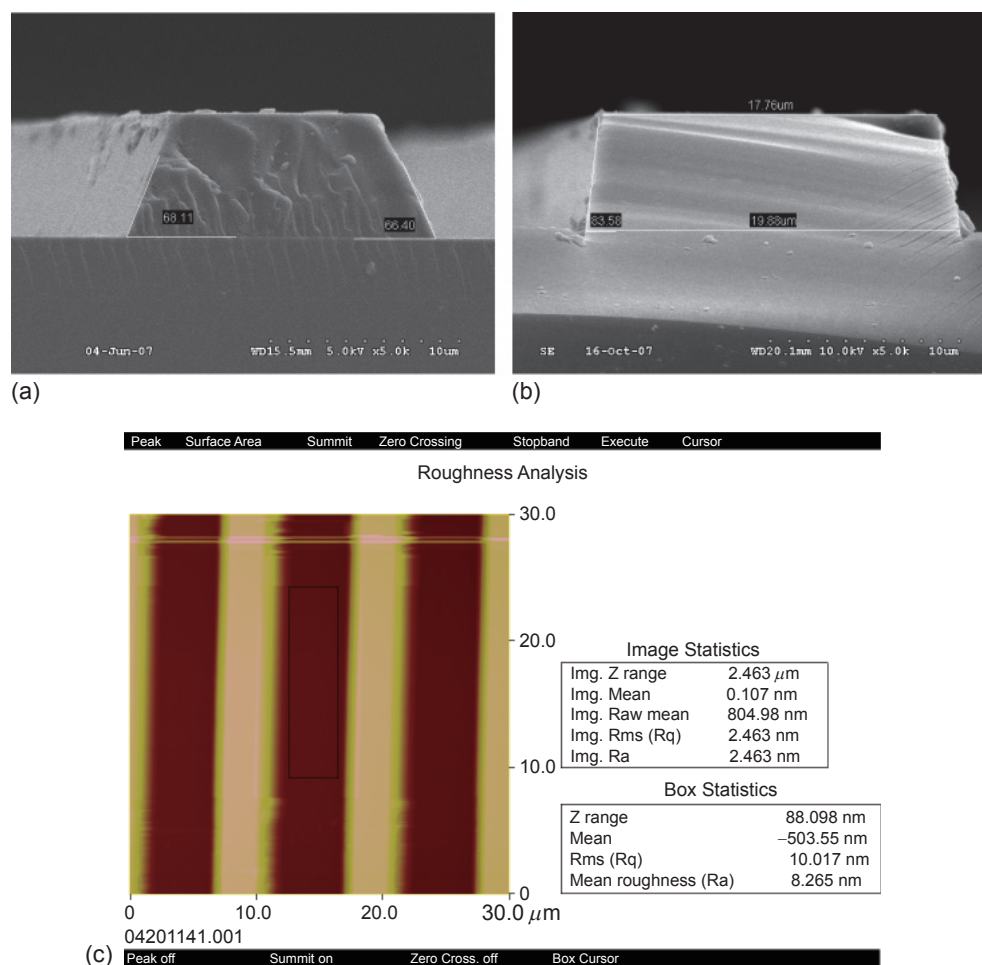 68.11
66.40
04-Jun-07 WD15.5mm 5.0kV x5.0k 10um
(a)
17.76um
83.58
19.88um
SE 16-Oct-07 WD20.1mm 10.0kV x5.0k 10um
(b)
Peak Surface Area Summit Zero Crossing Stopband Execute Cursor
Roughness Analysis
30.0
20.0
10.0
0
0 10.0 20.0 30.0 μm
04201141.001
Image Statistics
Img. Z range 2.463 μm
Img. Mean 0.107 nm
Img. Raw mean 804.98 nm
Img. Rms (Rq) 2.463 nm
Img. Ra 2.463 nm
Box Statistics
Z range 88.098 nm
Mean −503.55 nm
Rms (Rq) 10.017 nm
Mean roughness (Ra) 8.265 nm
(c)
Peak off Summit on Zero Cross. off Box Cursor